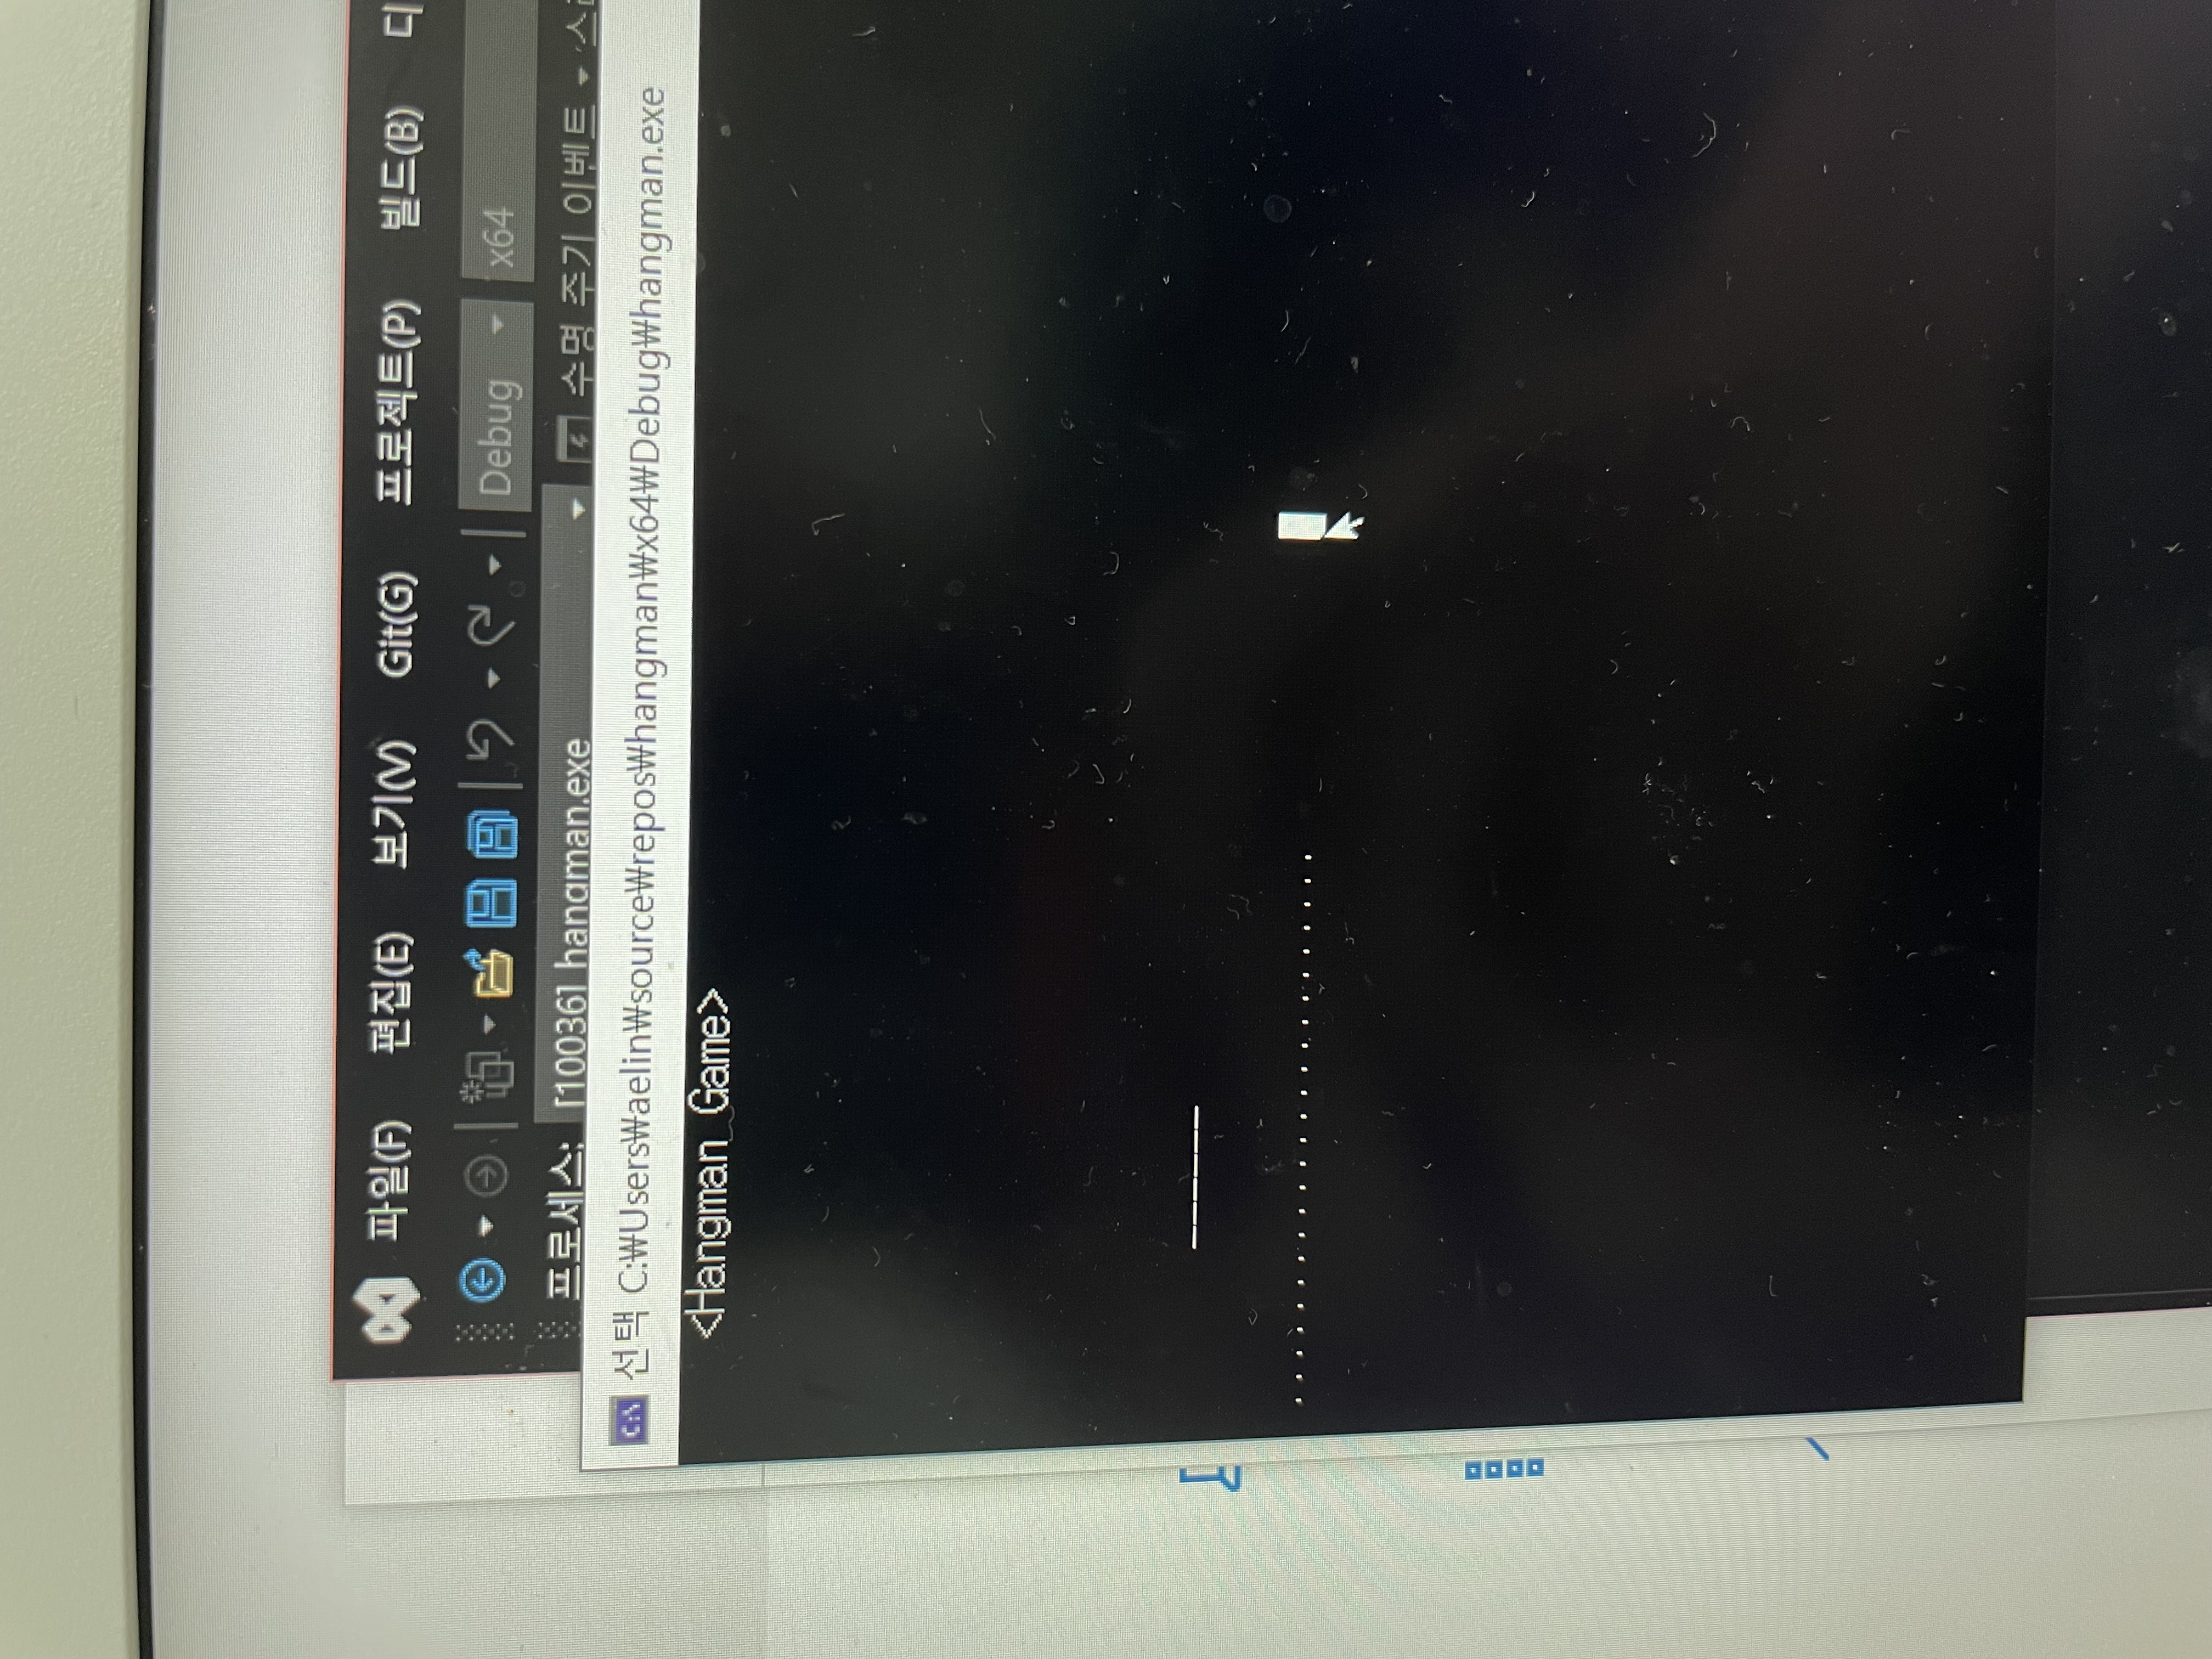 파일(F) 편집(E) 보기(V) Git(G) 프로젝트(P) 빌드(B) 디
Debug x64
프로세스: [10036] hangman.exe 수명 주기 이벤트 스
C:\ 선택 C:₩Users₩aelin₩source₩repos₩hangman₩x64₩Debug₩hangman.exe
<Hangman_Game>
______
........................